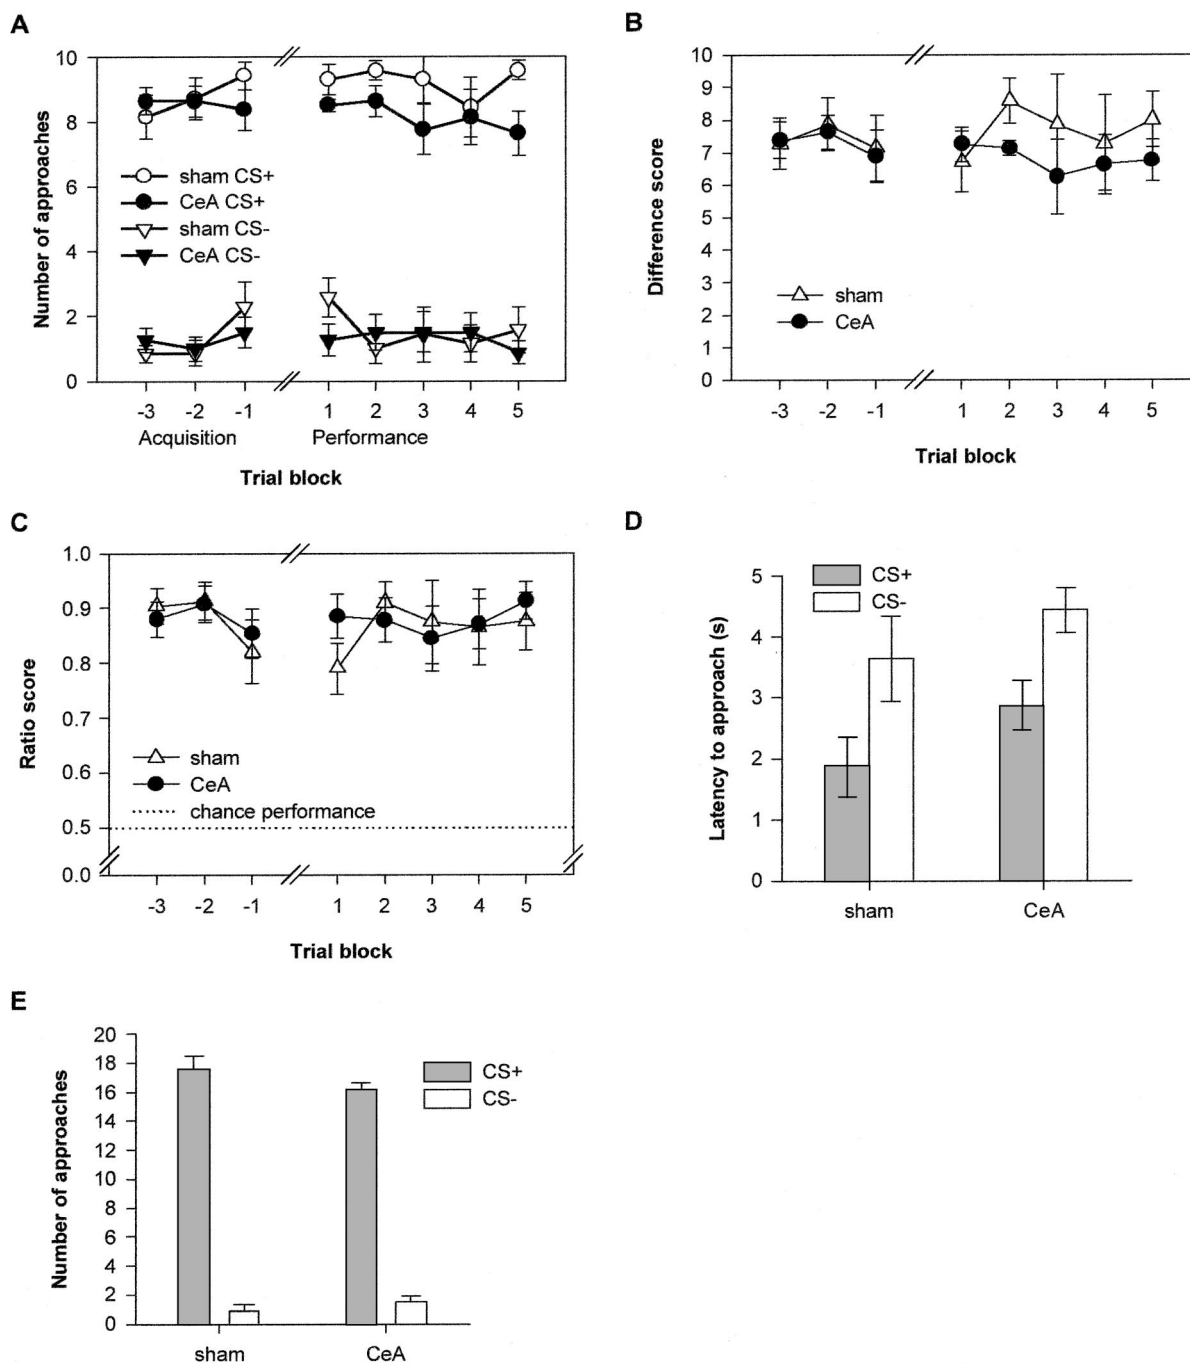 A
10
8
6
4
2
0
Number of approaches
sham CS+
CeA CS+
sham CS-
CeA CS-
-3 -2 -1 1 2 3 4 5
Acquisition Performance
Trial block
B
10
9
8
7
6
5
4
3
2
1
0
Difference score
sham
CeA
-3 -2 -1 1 2 3 4 5
Trial block
C
1.0
0.9
0.8
0.7
0.6
0.5
0.0
Ratio score
sham
CeA
chance performance
-3 -2 -1 1 2 3 4 5
Trial block
D
CS+
CS-
5
4
3
2
1
0
Latency to approach (s)
sham CeA
E
20
18
16
14
12
10
8
6
4
2
0
Number of approaches
CS+
CS-
sham CeA